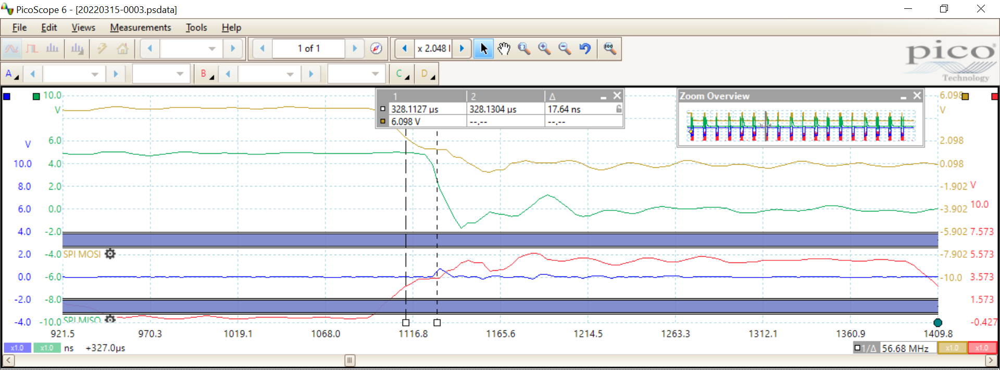 PicoScope 6 - [20220315-0003.psdata]
File Edit Views Measurements Tools Help
1 of 1 x 2.048 100
pico
Technology
A B C D
1 2 Δ
328.1127 µs 328.1304 µs 17.64 ns
6.098 V --.-- --.--
Zoom Overview
V
10.0
8.0
6.0
4.0
2.0
0.0
-2.0
-4.0
10.0
V
6.0
4.0
2.0
0.0
-2.0
-4.0
-6.0
-8.0
-10.0
SPI MOSI
SPI MISO
6.098
V
2.098
0.098
-1.902
-3.902
-5.902
-7.902
-10.0
V
10.0
7.573
5.573
3.573
1.573
-0.427
921.5 970.3 1019.1 1068.0 1116.8 1165.6 1214.5 1263.3 1312.1 1360.9 1409.8
x1.0 x1.0 ns +327.0µs 1/Δ 56.68 MHz x1.0 x1.0